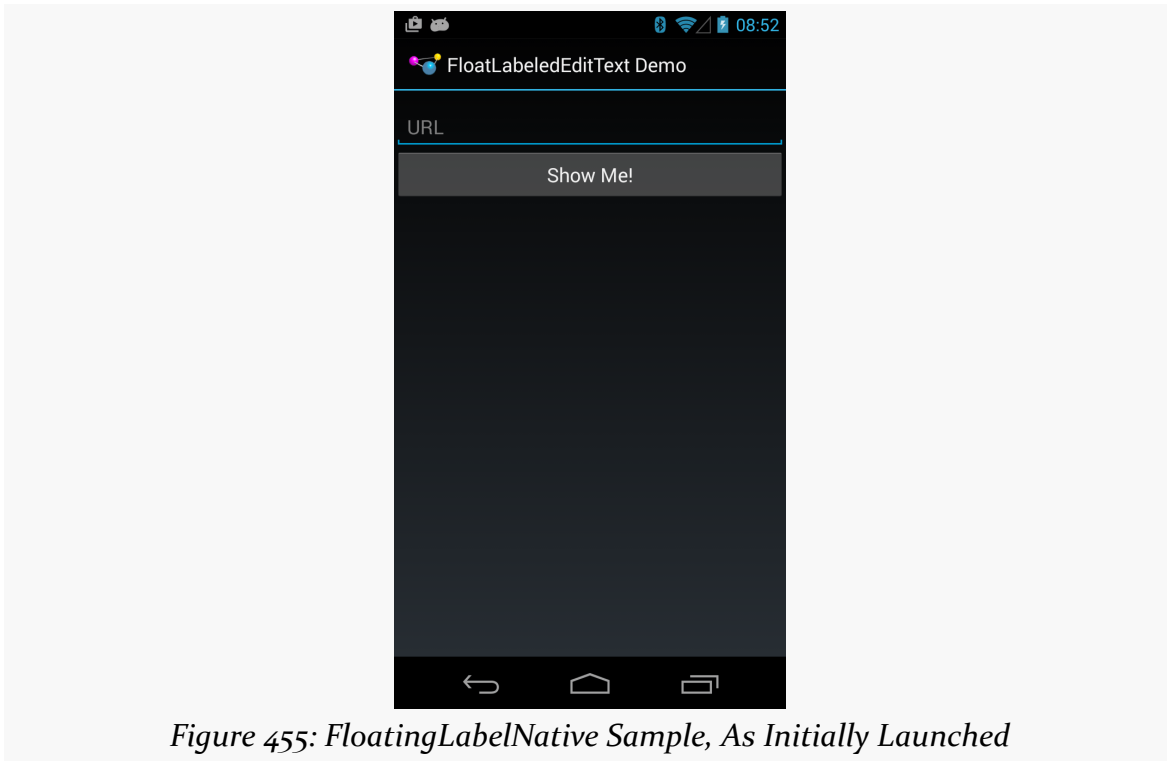 08:52
FloatLabeledEditText Demo
URL
Show Me!
Figure 455: FloatingLabelNative Sample, As Initially Launched